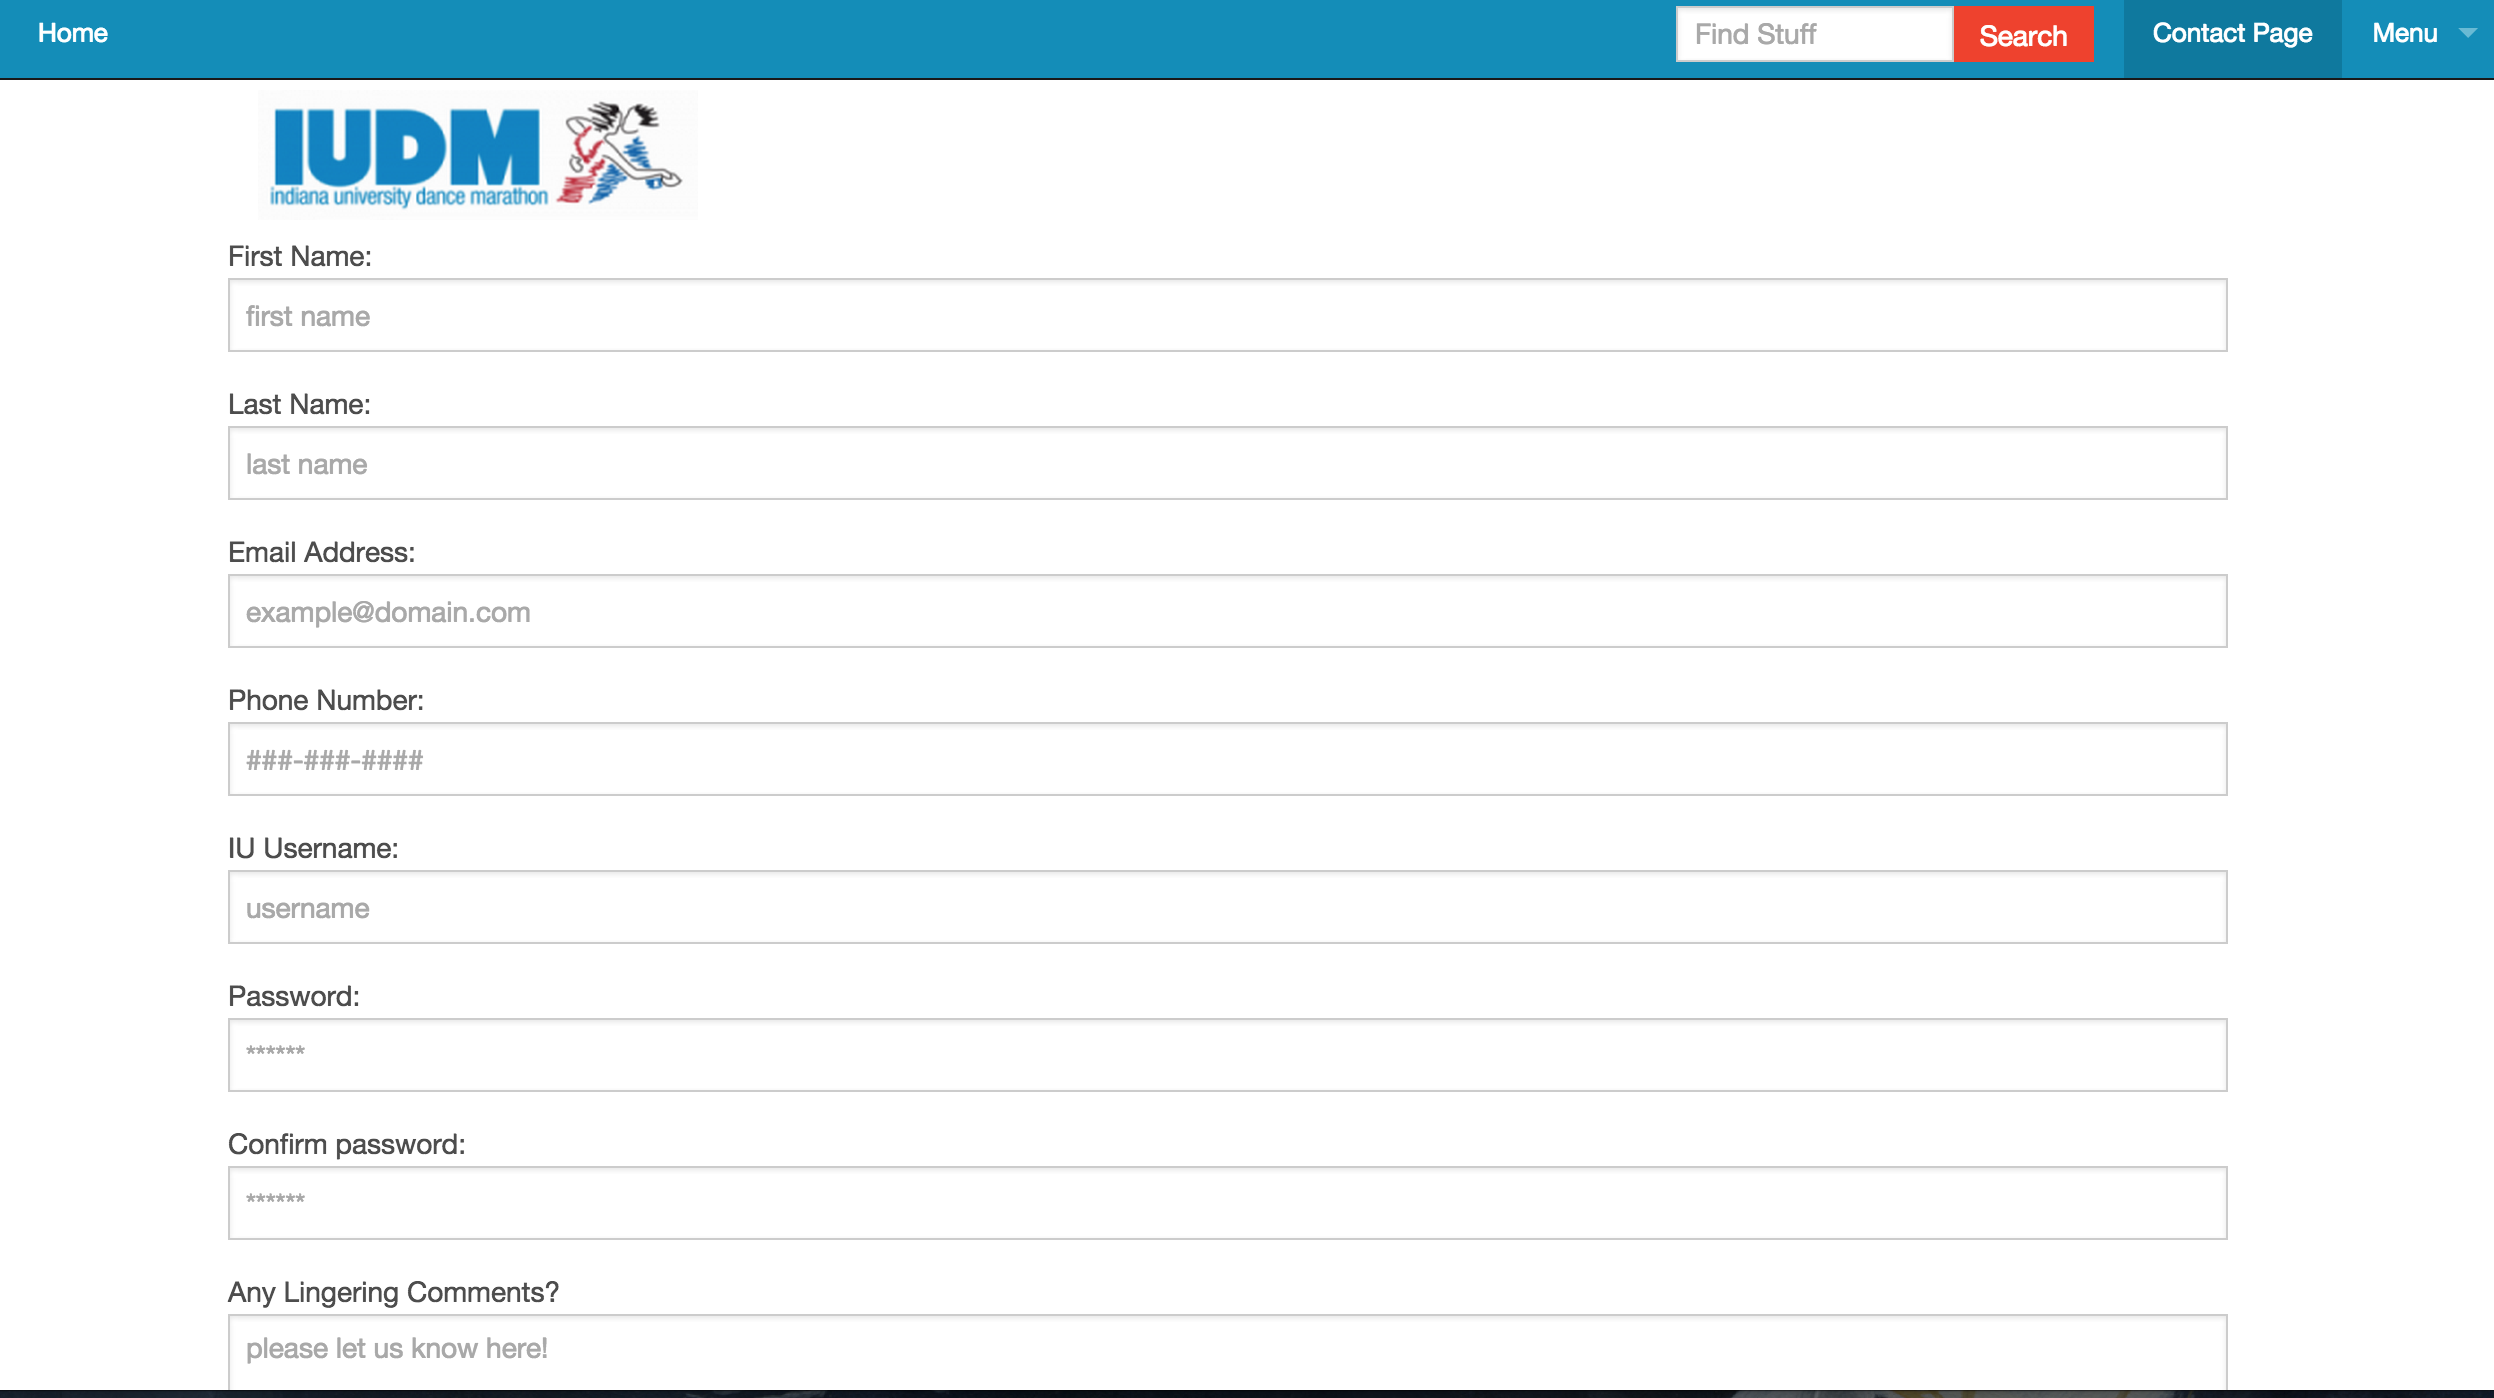 Home
Find Stuff
Search
Contact Page
Menu
IUDM
indiana university dance marathon
First Name:
first name
Last Name:
last name
Email Address:
example@domain.com
Phone Number:
###-###-####
IU Username:
username
Password:
******
Confirm password:
******
Any Lingering Comments?
please let us know here!